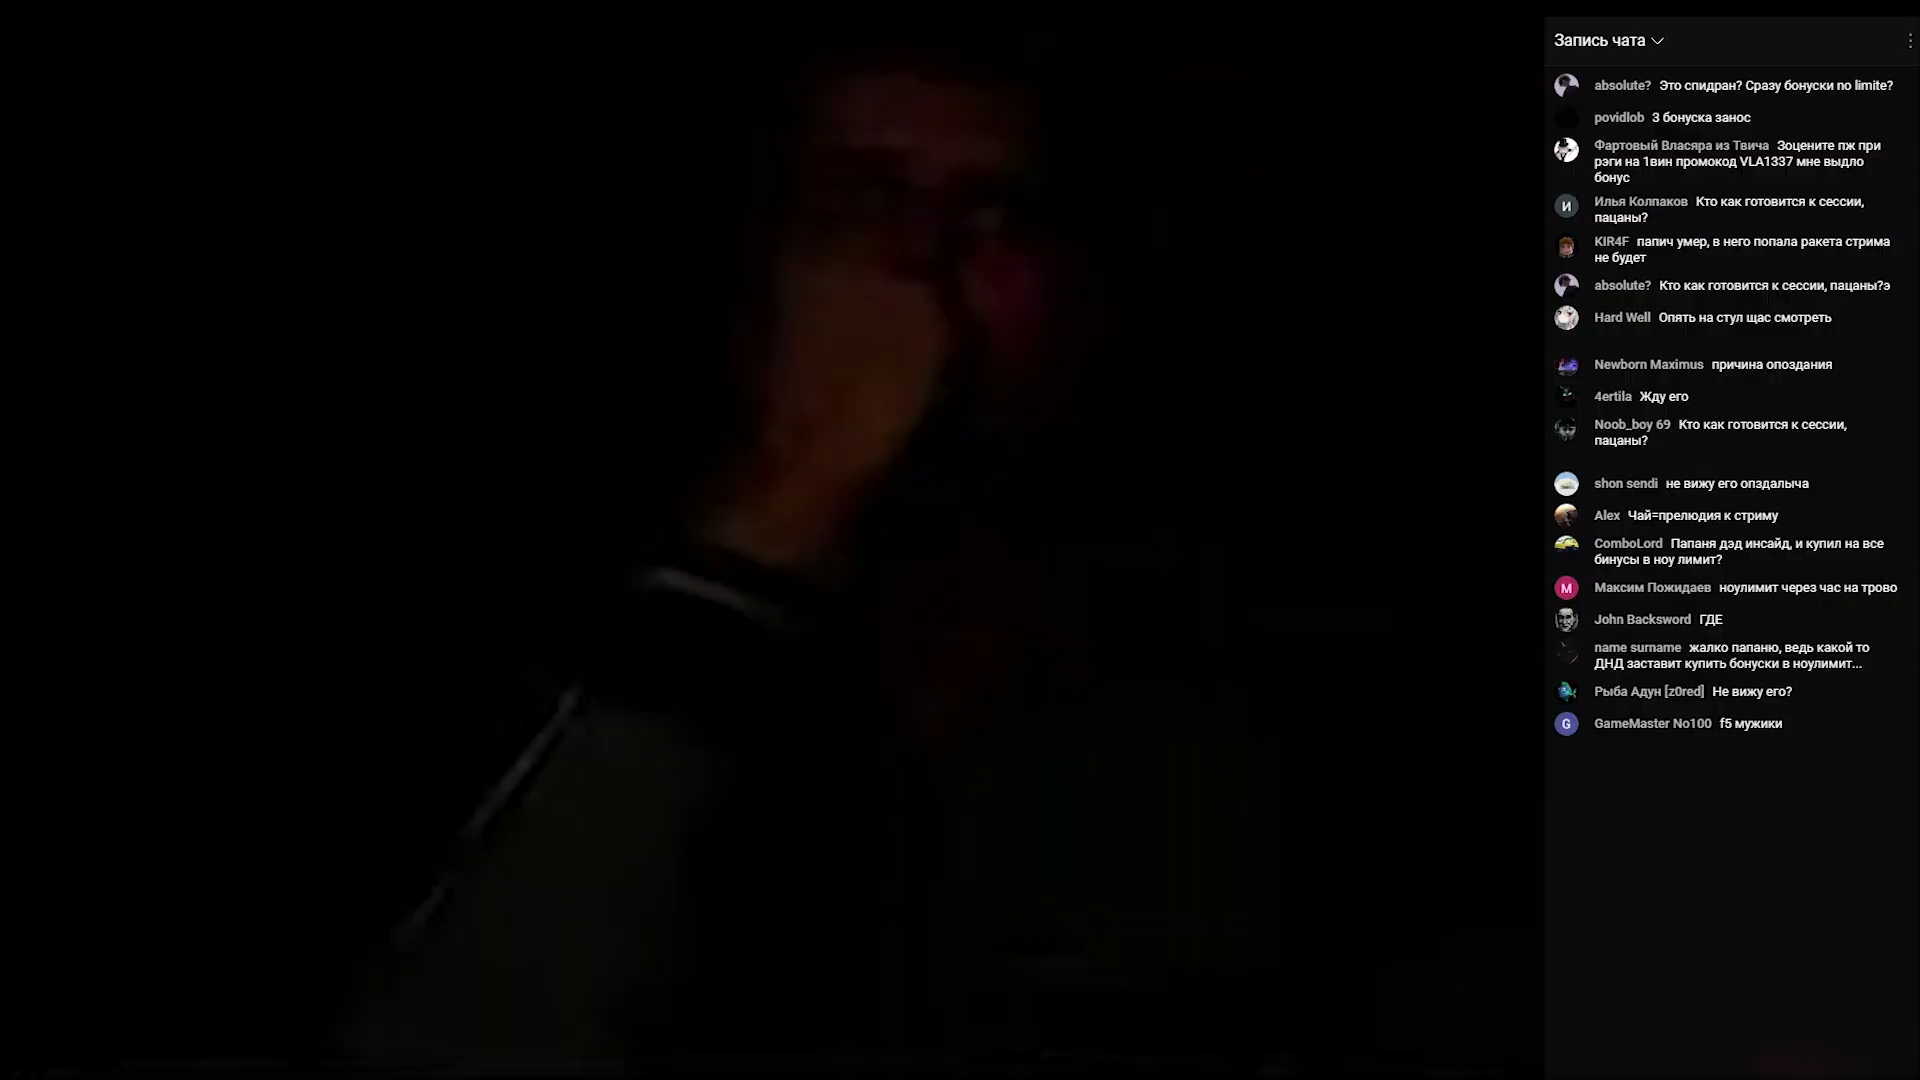 Запись чата
absolute? Это спидран? Сразу бонуски no limite?
povidlob 3 бонуска занос
Фартовый Власяра из Твича Зоцените пж при
рэги на 1вин промокод VLA1337 мне выдло
бонус
И Илья Колпаков Кто как готовится к сессии,
пацаны?
KIR4F папич умер, в него попала ракета стрима
не будет
absolute? Кто как готовится к сессии, пацаны?э
Hard Well Опять на стул щас смотреть
Newborn Maximus причина опоздания
4ertila Жду его
Noob_boy 69 Кто как готовится к сессии,
пацаны?
shon sendi не вижу его опздалыча
Alex Чай=прелюдия к стриму
ComboLord Папаня дэд инсайд, и купил на все
бинусы в ноу лимит?
М Максим Пожидаев ноулимит через час на трово
John Backsword ГДЕ
name surname жалко папаню, ведь какой то
ДНД заставит купить бонуски в ноулимит...
Рыба Адун [z0red] Не вижу его?
G GameMaster No100 f5 мужики